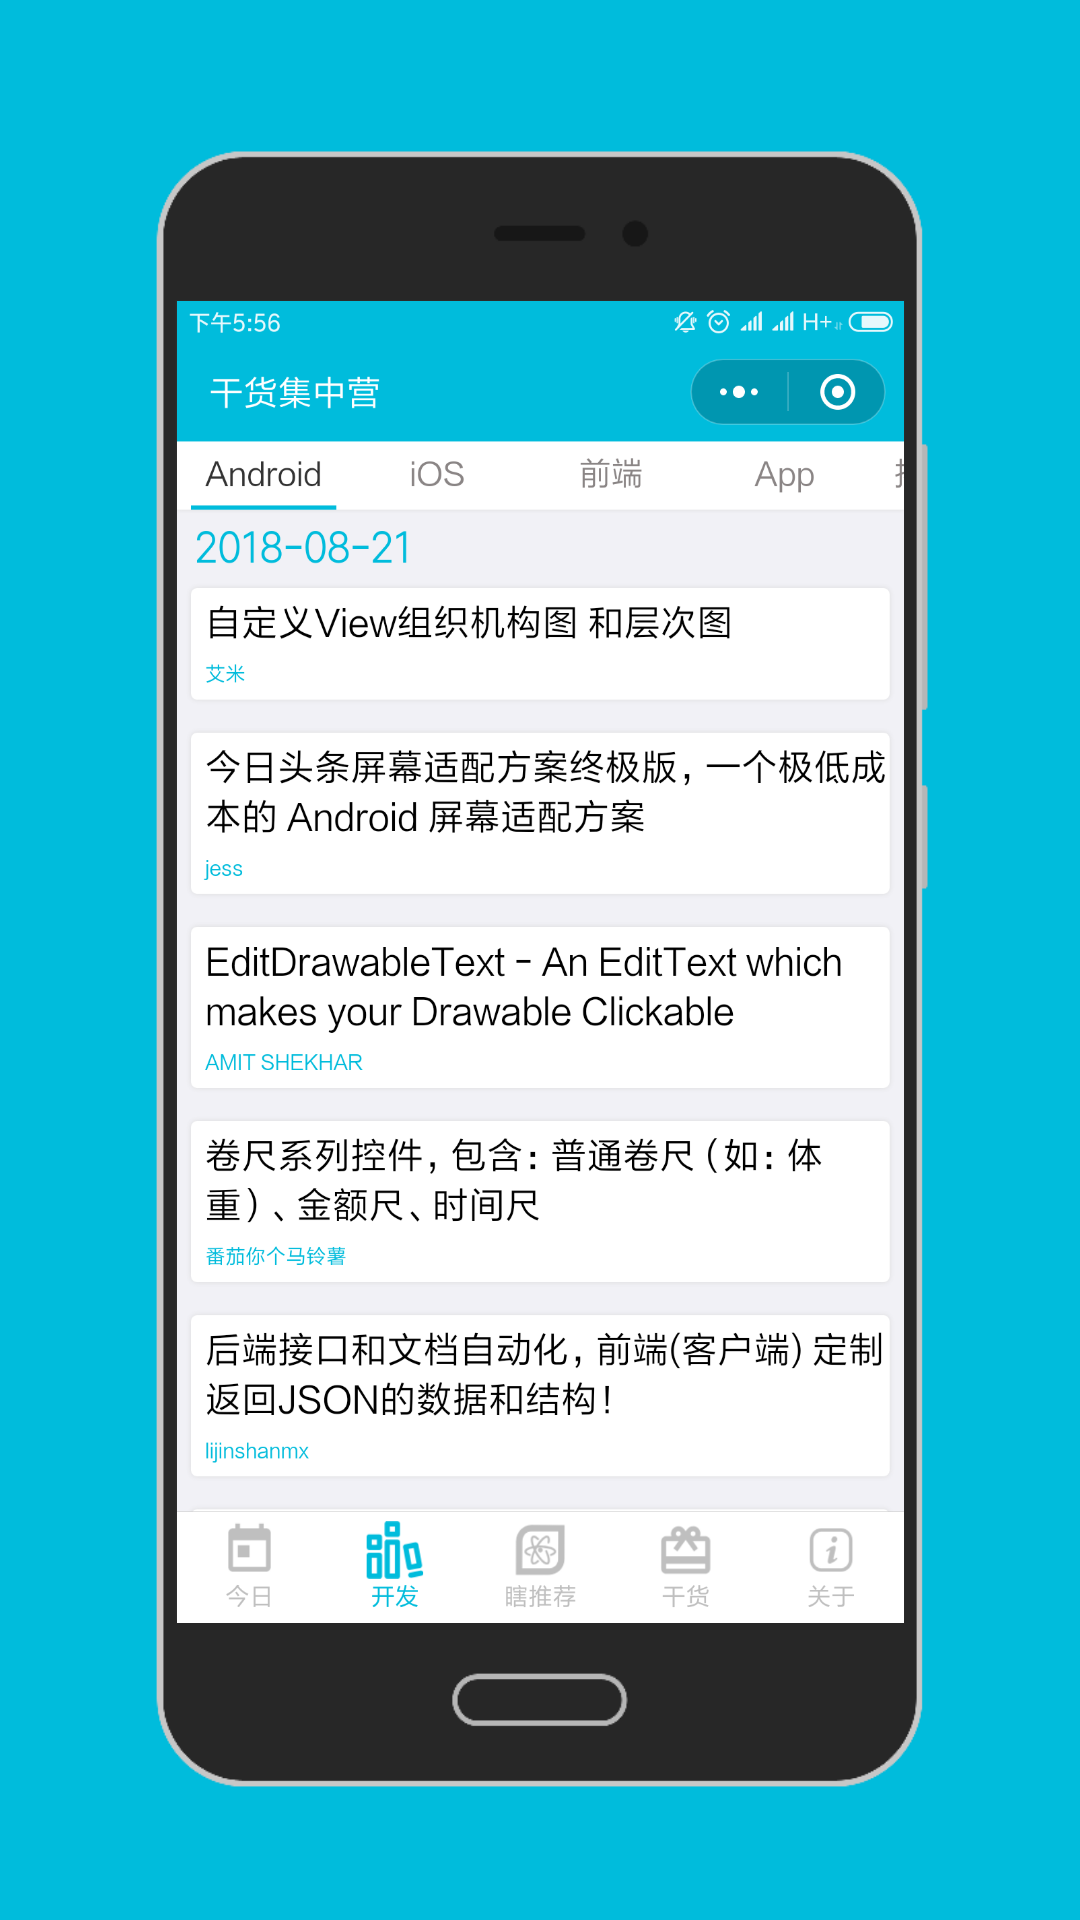 下午5:56
H+
干货集中营
Android
iOS
前端
App
2018-08-21
自定义View组织机构图 和层次图
艾米
今日头条屏幕适配方案终极版，一个极低成
本的 Android 屏幕适配方案
jess
EditDrawableText - An EditText which
makes your Drawable Clickable
AMIT SHEKHAR
卷尺系列控件，包含：普通卷尺（如：体
重）、金额尺、时间尺
番茄你个马铃薯
后端接口和文档自动化，前端(客户端) 定制
返回JSON的数据和结构！
lijinshanmx
今日
开发
瞎推荐
干货
关于